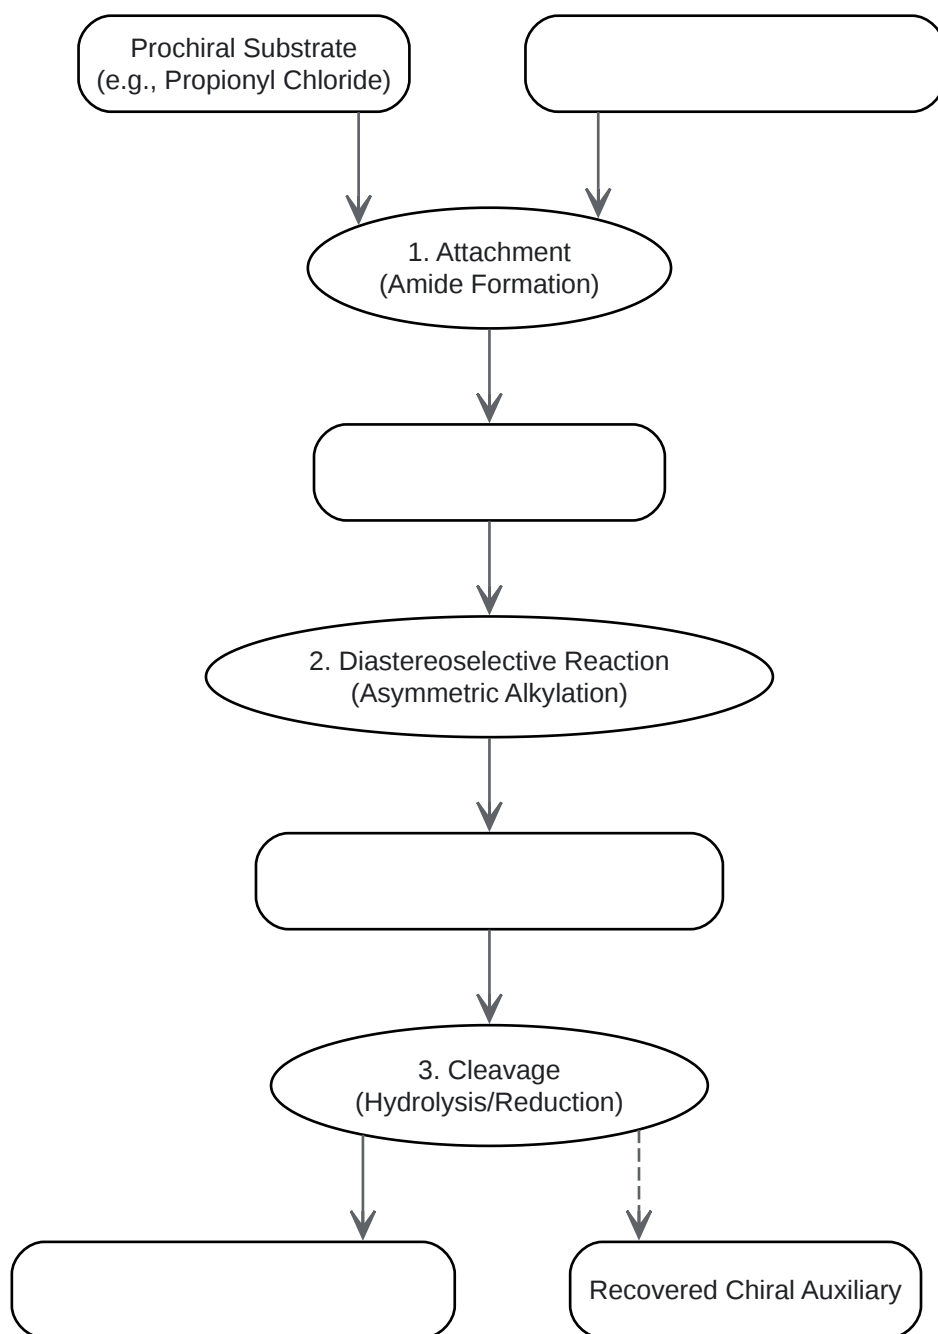 Prochiral Substrate
(e.g., Propionyl Chloride)
1. Attachment
(Amide Formation)
2. Diastereoselective Reaction
(Asymmetric Alkylation)
3. Cleavage
(Hydrolysis/Reduction)
Recovered Chiral Auxiliary